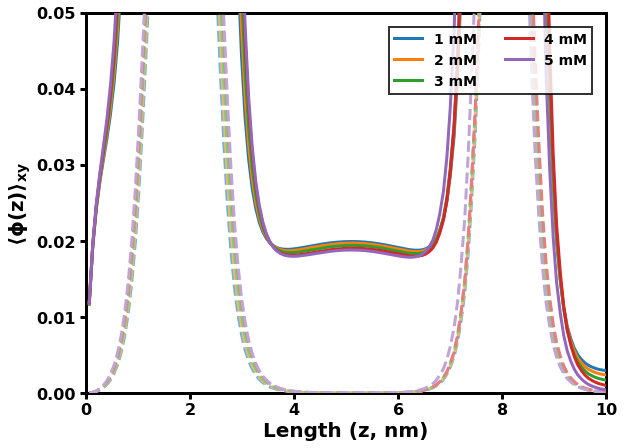 0.05
0.04
0.03
0.02
0.01
0.00
⟨ϕ(z)⟩xy
1 mM
2 mM
3 mM
4 mM
5 mM
0 2 4 6 8 10
Length (z, nm)